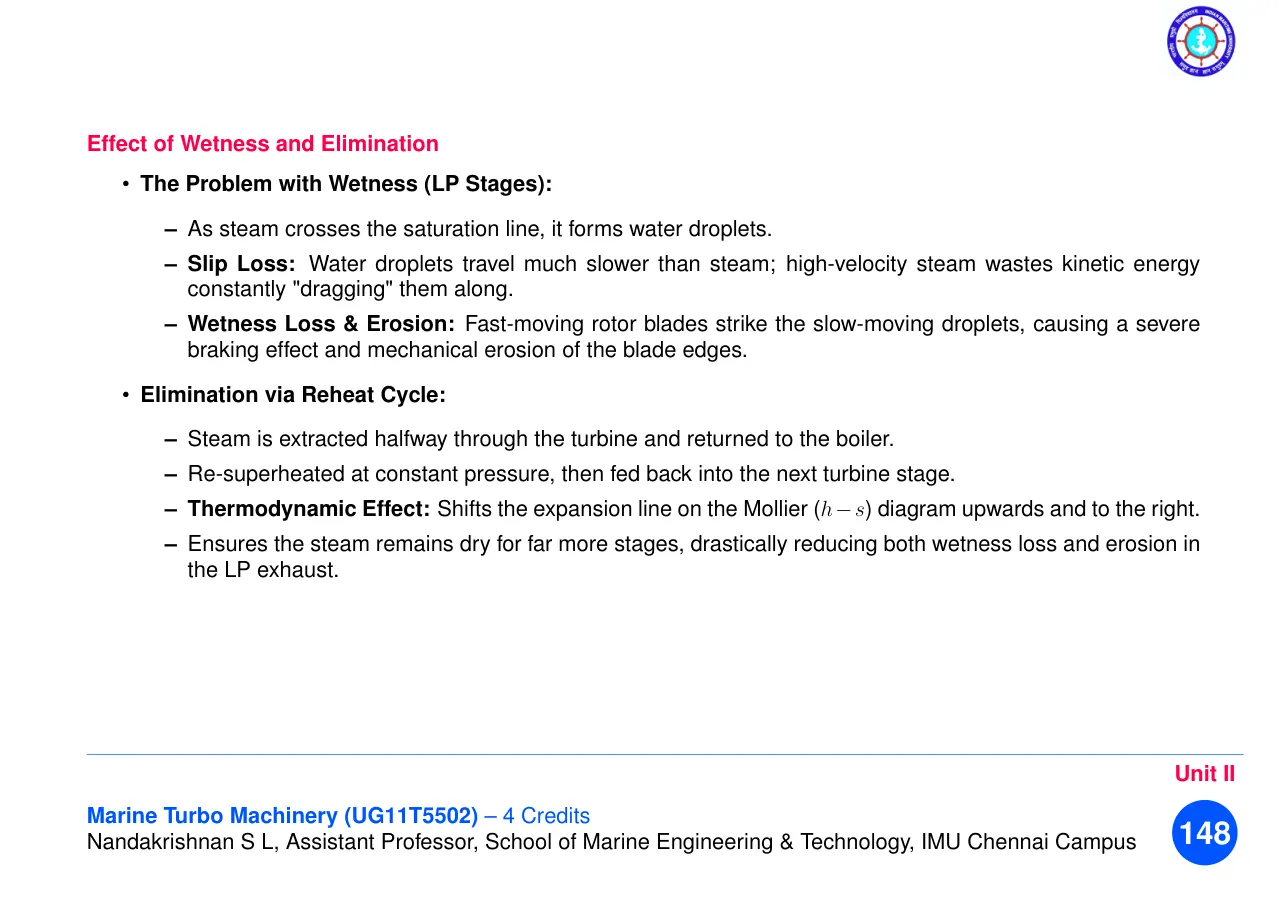 Effect of Wetness and Elimination
• The Problem with Wetness (LP Stages):
– As steam crosses the saturation line, it forms water droplets.
– Slip Loss: Water droplets travel much slower than steam; high-velocity steam wastes kinetic energy
constantly "dragging" them along.
– Wetness Loss & Erosion: Fast-moving rotor blades strike the slow-moving droplets, causing a severe
braking effect and mechanical erosion of the blade edges.
• Elimination via Reheat Cycle:
– Steam is extracted halfway through the turbine and returned to the boiler.
– Re-superheated at constant pressure, then fed back into the next turbine stage.
– Thermodynamic Effect: Shifts the expansion line on the Mollier (h − s) diagram upwards and to the right.
– Ensures the steam remains dry for far more stages, drastically reducing both wetness loss and erosion in
the LP exhaust.
Unit II
Marine Turbo Machinery (UG11T5502) – 4 Credits
Nandakrishnan S L, Assistant Professor, School of Marine Engineering & Technology, IMU Chennai Campus
148